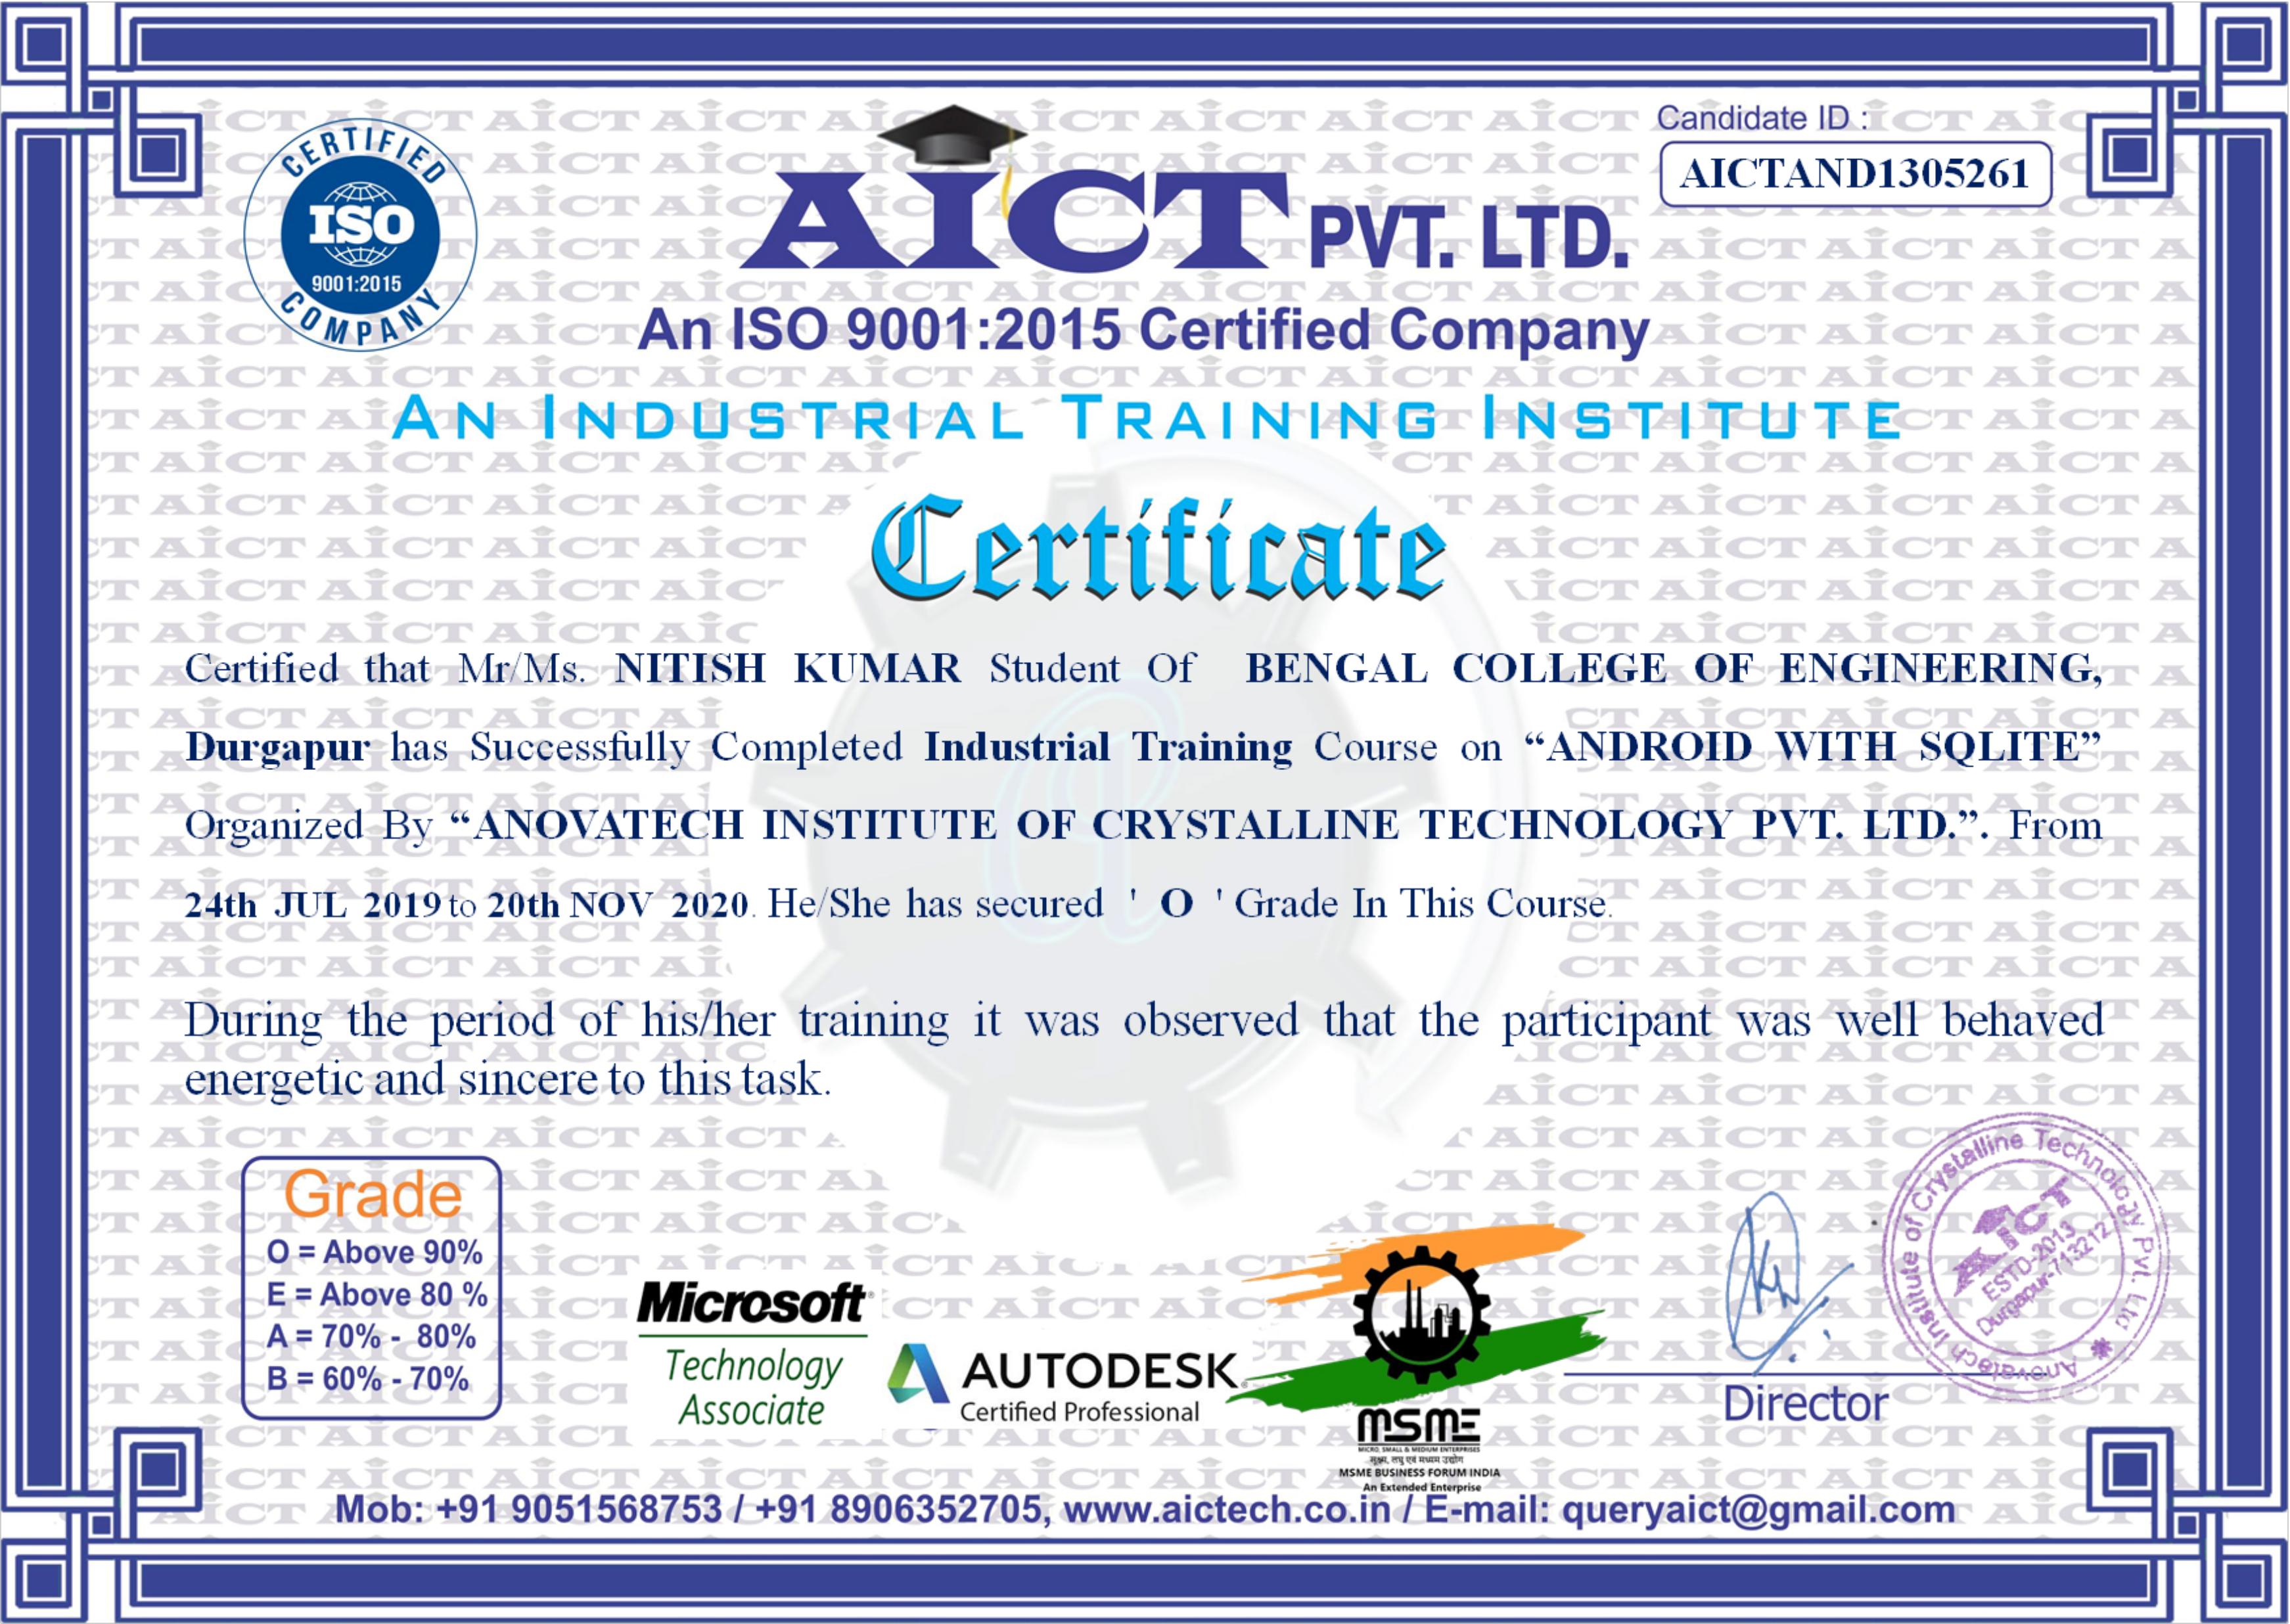 Candidate ID :
AICTAND1305261
CERTIFIED
ISO
9001:2015
COMPANY
AICT PVT. LTD.
An ISO 9001:2015 Certified Company
AN INDUSTRIAL TRAINING INSTITUTE
Certificate
Certified that Mr/Ms. NITISH KUMAR Student Of BENGAL COLLEGE OF ENGINEERING,
Durgapur has Successfully Completed Industrial Training Course on “ANDROID WITH SQLITE”
Organized By “ANOVATECH INSTITUTE OF CRYSTALLINE TECHNOLOGY PVT. LTD.”. From
24th JUL 2019 to 20th NOV 2020. He/She has secured ' O ' Grade In This Course.
During the period of his/her training it was observed that the participant was well behaved
energetic and sincere to this task.
Grade
O = Above 90%
E = Above 80 %
A = 70% - 80%
B = 60% - 70%
Microsoft
Technology
Associate
AUTODESK
Certified Professional
MSME
MICRO, SMALL & MEDIUM ENTERPRISES
सूक्ष्म, लघु एवं मध्यम उद्योग
MSME BUSINESS FORUM INDIA
An Extended Enterprise
Director
Anovatech Institute of Crystalline Technology Pvt. Ltd
AICT
ESTD-2013
Durgapur-713212
Mob: +91 9051568753 / +91 8906352705, www.aictech.co.in / E-mail: queryaict@gmail.com